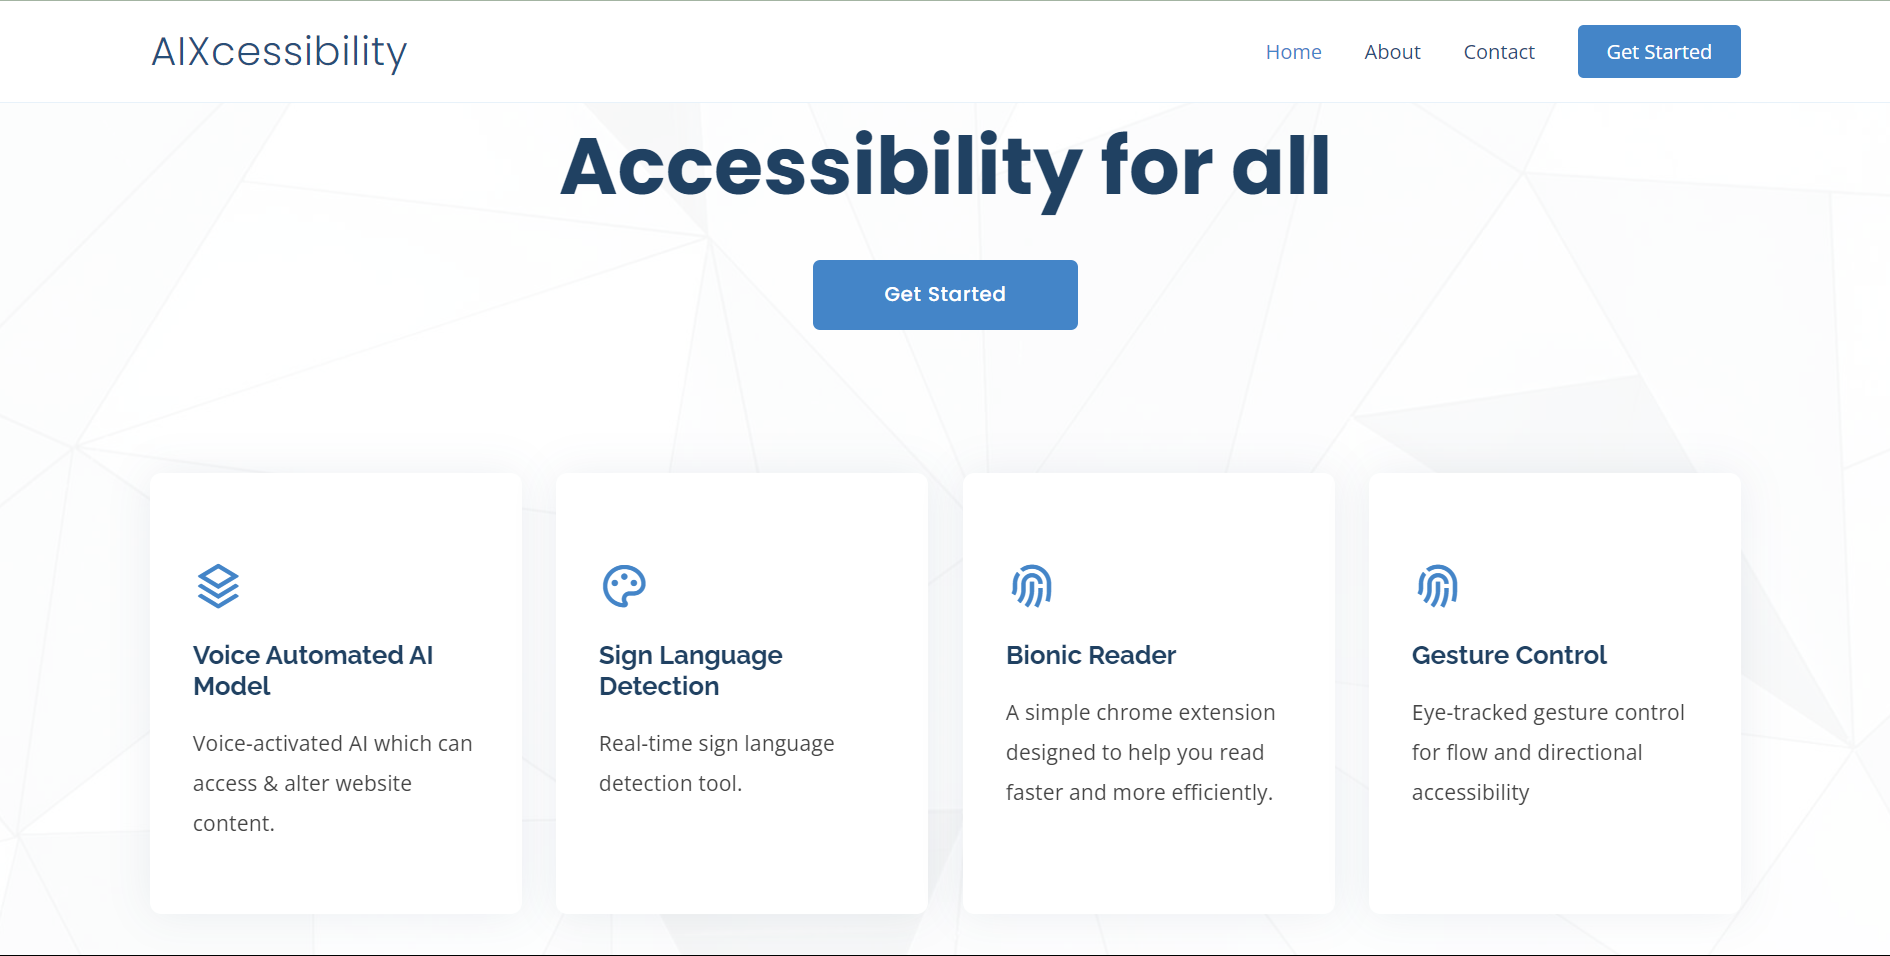 AIXcessibility
Home
About
Contact
Get Started
Accessibility for all
Get Started
Voice Automated AI
Model
Voice-activated AI which can
access & alter website
content.
Sign Language
Detection
Real-time sign language
detection tool.
Bionic Reader
A simple chrome extension
designed to help you read
faster and more efficiently.
Gesture Control
Eye-tracked gesture control
for flow and directional
accessibility